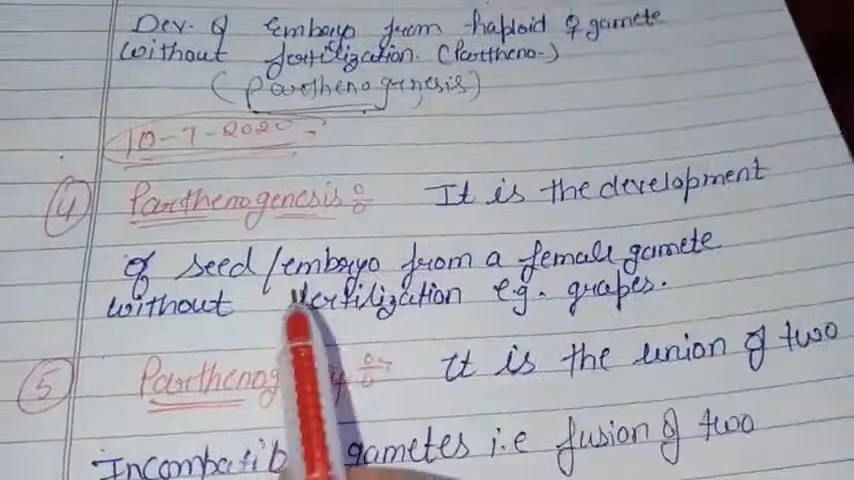 Dev. of embryo from haploid ♀ gamete
without fertilization. (Parttheno-)
(Parthenogenesis)
10-7-2020
④ Parthenogenesis:- It is the development
of seed/embryo from a female gamete
without fertilization eg. grapes.
⑤ It is the union of two
gametes i.e fusion of two